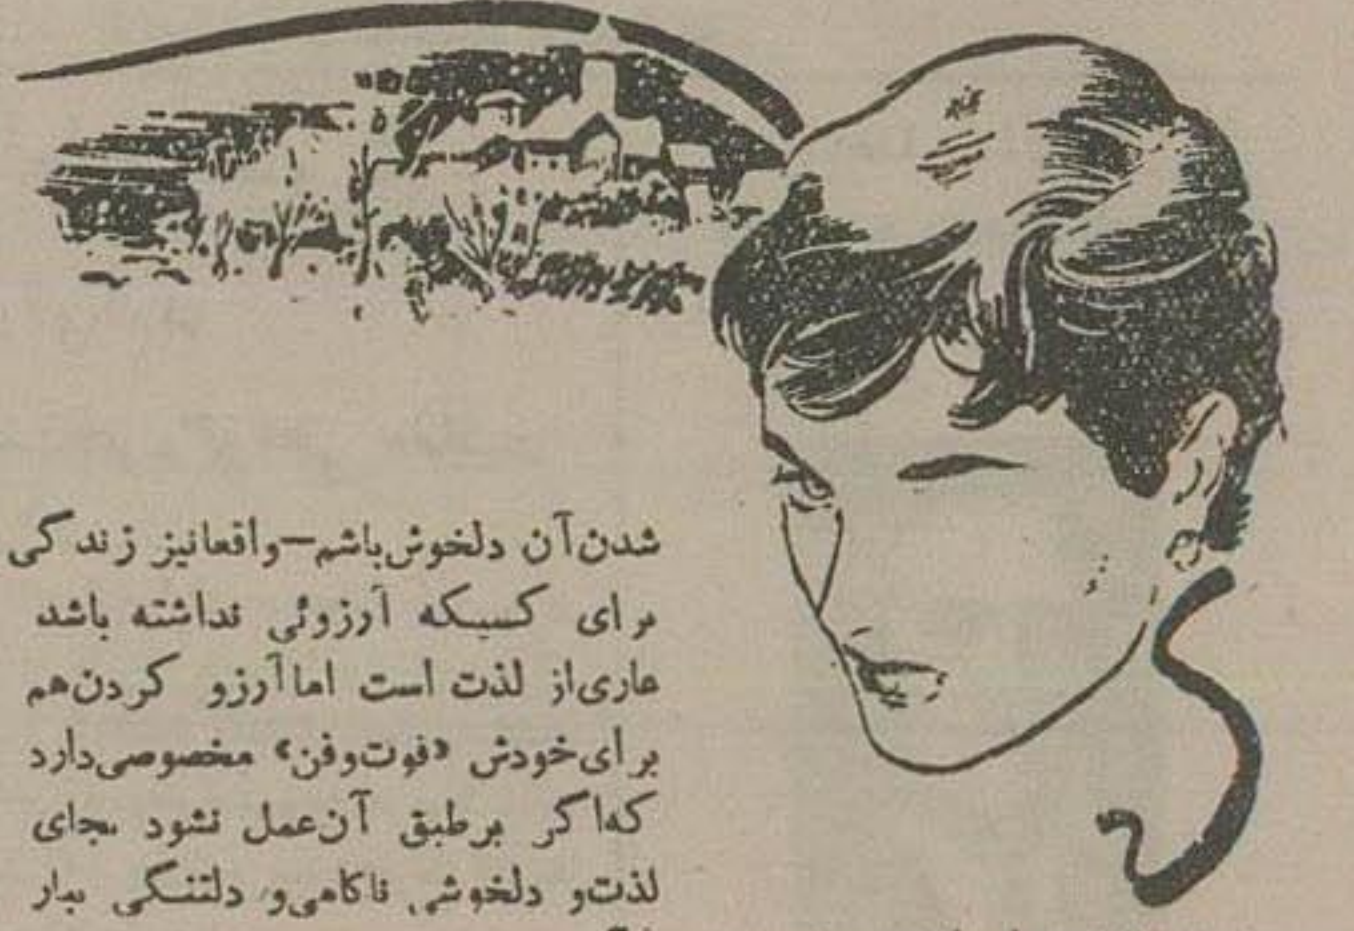 شدن‌آن دلخوش‌باشم—واقعا‌نیز زندگی
برای کسیکه آرزوئی نداشته باشد
عاری‌از لذت است اما‌آرزو کردن‌هم
برای‌خودش «فوت‌و‌فن» مخصوصی‌دارد
که‌اگر برطبق آن‌عمل نشود بجای
لذت‌و دلخوشی ناکامی‌و دلتنگی ببار